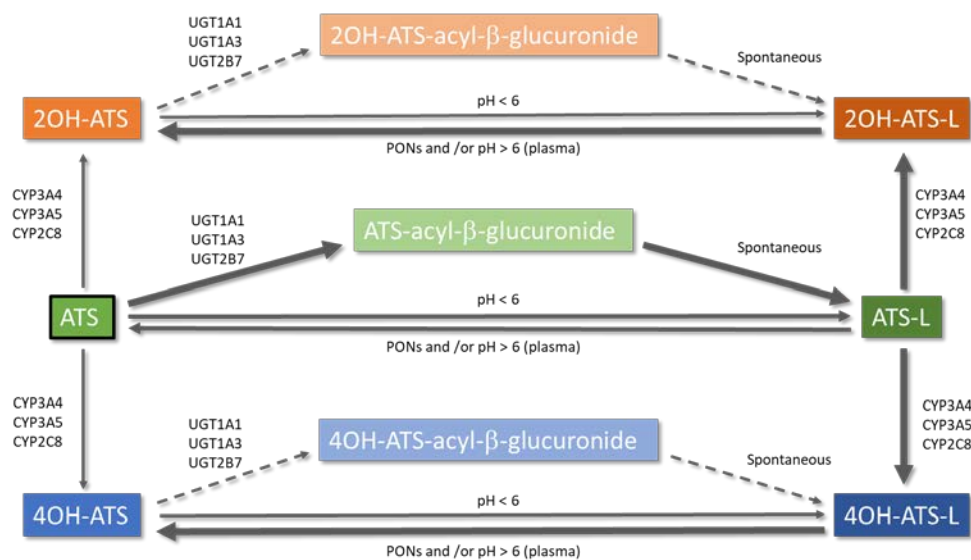 UGT1A1
UGT1A3
UGT2B7
2OH-ATS-acyl-β-glucuronide
Spontaneous
2OH-ATS
pH < 6
2OH-ATS-L
PONs and /or pH > 6 (plasma)
CYP3A4
CYP3A5
CYP2C8
CYP3A4
CYP3A5
CYP2C8
UGT1A1
UGT1A3
UGT2B7
ATS-acyl-β-glucuronide
Spontaneous
ATS
pH < 6
ATS-L
PONs and /or pH > 6 (plasma)
CYP3A4
CYP3A5
CYP2C8
CYP3A4
CYP3A5
CYP2C8
UGT1A1
UGT1A3
UGT2B7
4OH-ATS-acyl-β-glucuronide
Spontaneous
4OH-ATS
pH < 6
4OH-ATS-L
PONs and /or pH > 6 (plasma)